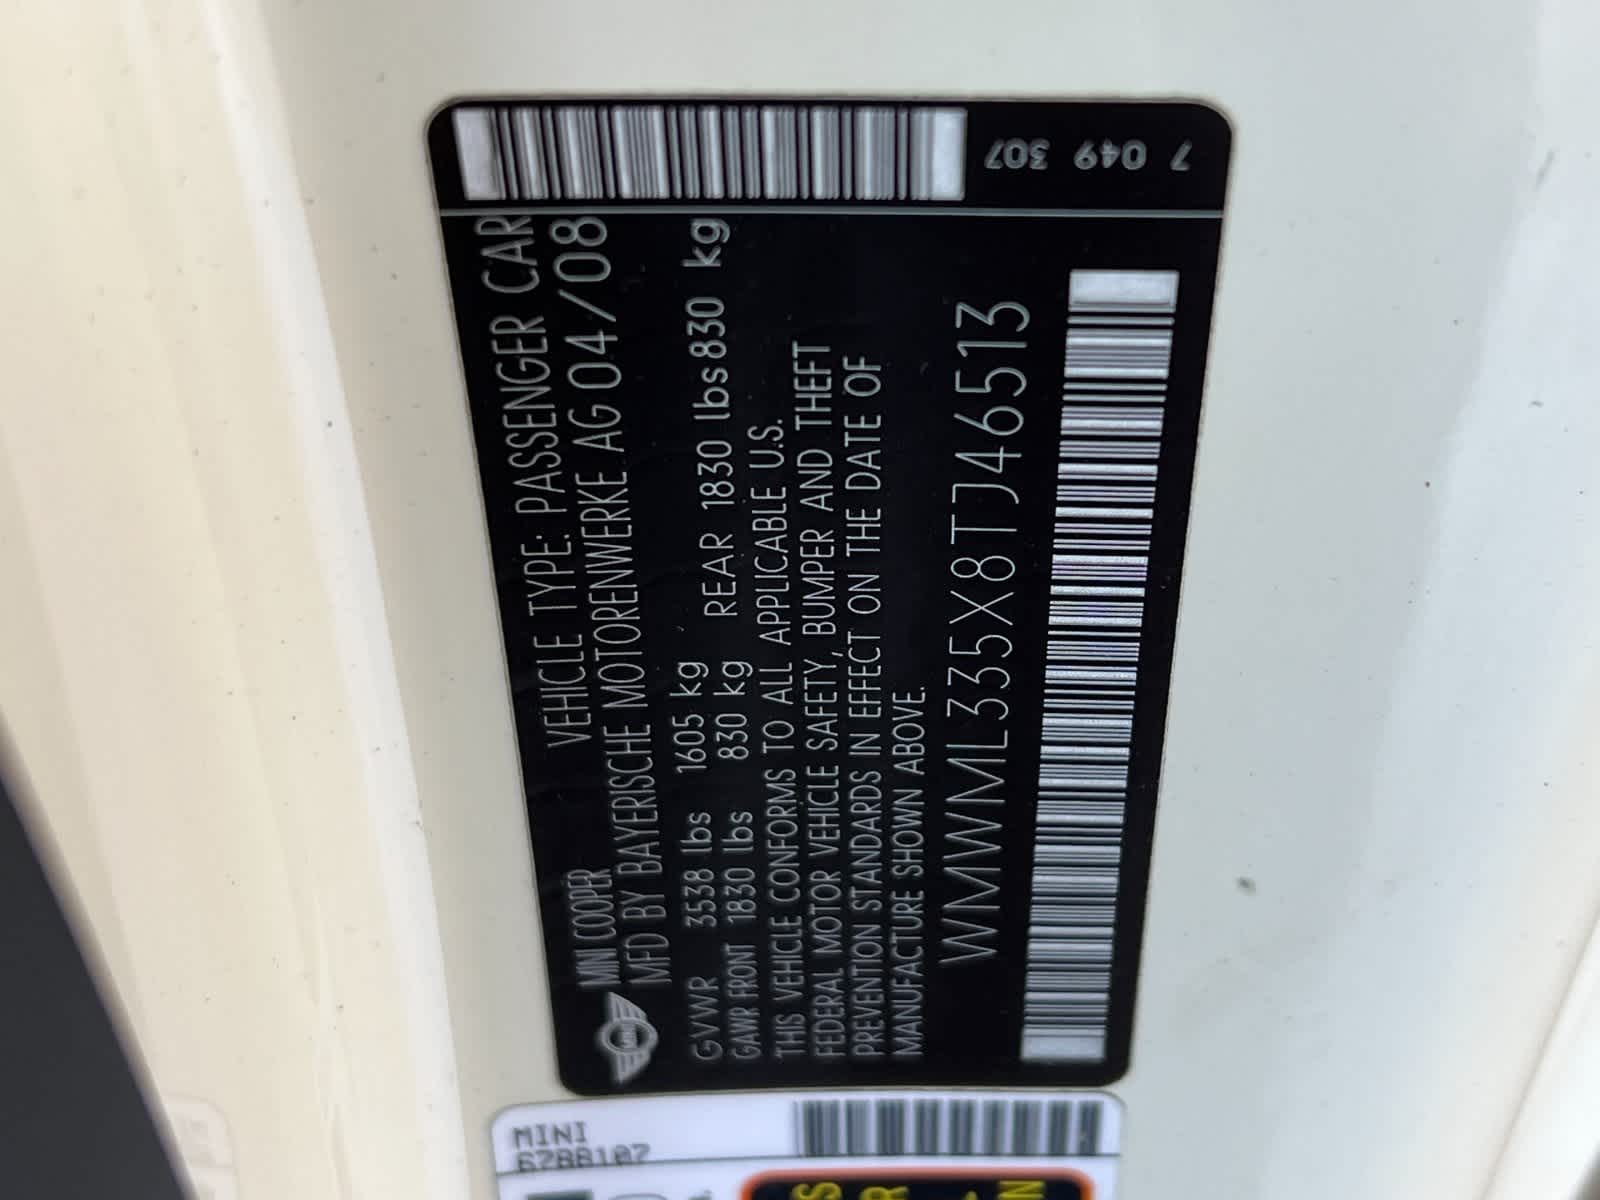 MINI COOPER VEHICLE TYPE: PASSENGER CAR
MFD BY BAYERISCHE MOTORENWERKE AG 04/08
GVWR 3538 lbs 1605 kg
GAWR FRONT 1830 lbs 830 kg REAR 1830 lbs 830 kg
THIS VEHICLE CONFORMS TO ALL APPLICABLE U.S.
FEDERAL MOTOR VEHICLE SAFETY, BUMPER AND THEFT
PREVENTION STANDARDS IN EFFECT ON THE DATE OF
MANUFACTURE SHOWN ABOVE.
WMWML335X8TJ46513
7 049 307
MINI
6788107